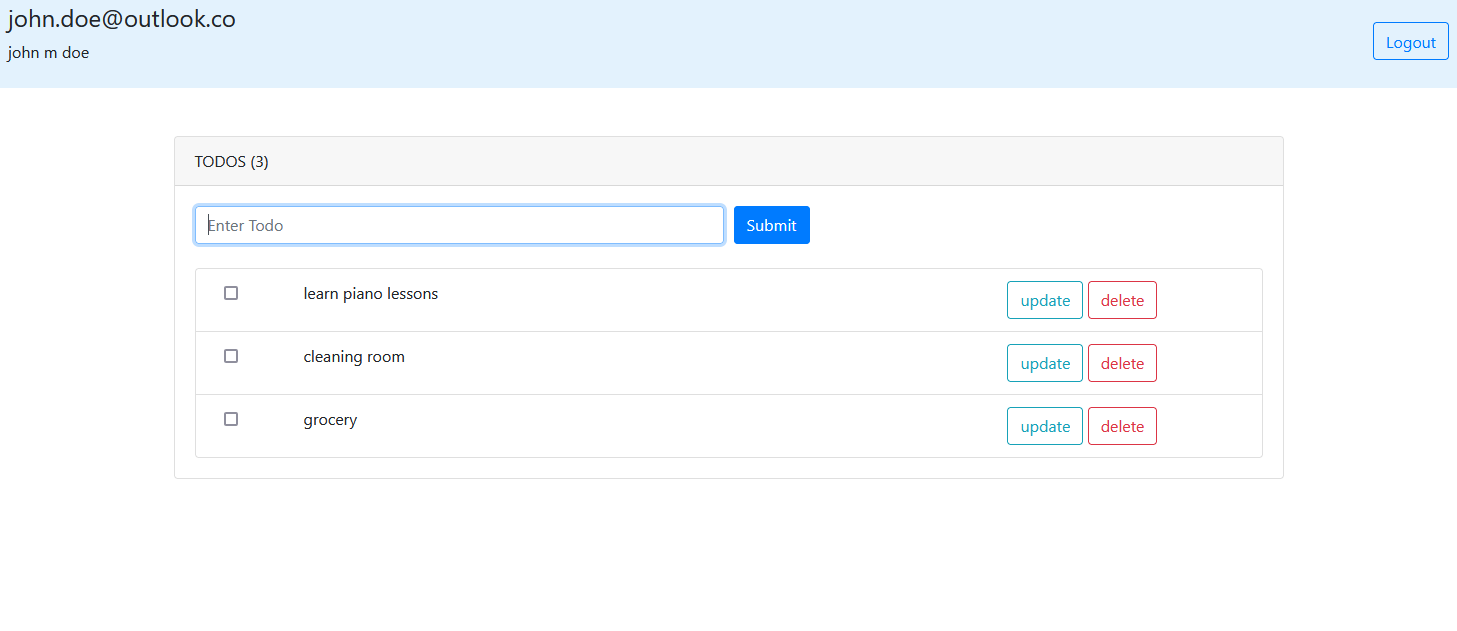 john.doe@outlook.co
john m doe
Logout
TODOS (3)
Enter Todo
Submit
learn piano lessons
update
delete
cleaning room
update
delete
grocery
update
delete